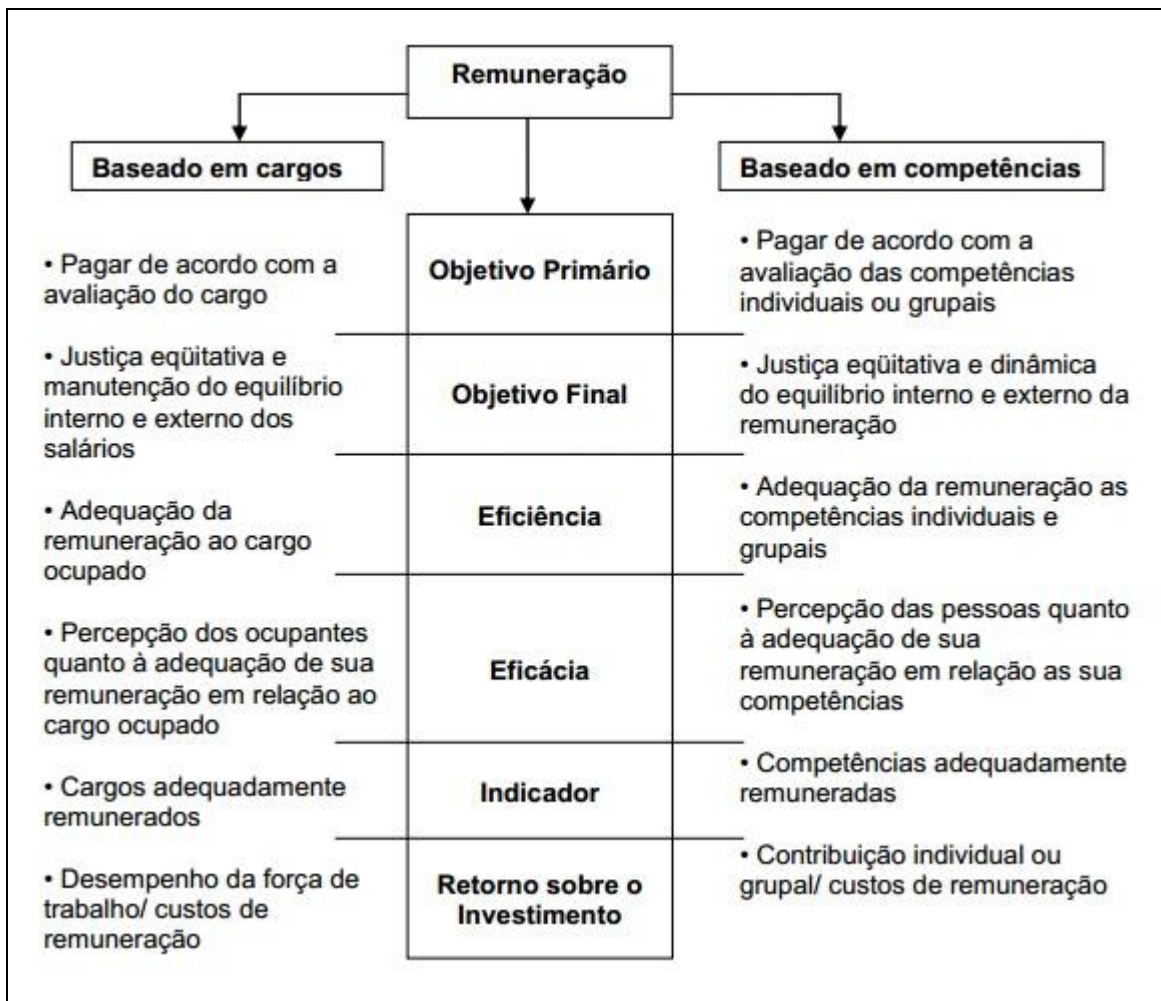 Remuneração
Baseado em cargos
Baseado em competências
• Pagar de acordo com a
avaliação do cargo
Objetivo Primário
• Pagar de acordo com a
avaliação das competências
individuais ou grupais
• Justiça eqüitativa e
manutenção do equilíbrio
interno e externo dos
salários
Objetivo Final
• Justiça eqüitativa e dinâmica
do equilíbrio interno e externo da
remuneração
• Adequação da
remuneração ao cargo
ocupado
Eficiência
• Adequação da remuneração as
competências individuais e
grupais
• Percepção dos ocupantes
quanto à adequação de sua
remuneração em relação ao
cargo ocupado
Eficácia
• Percepção das pessoas quanto
à adequação de sua
remuneração em relação as sua
competências
• Cargos adequadamente
remunerados
Indicador
• Competências adequadamente
remuneradas
• Desempenho da força de
trabalho/ custos de
remuneração
Retorno sobre o
Investimento
• Contribuição individual ou
grupal/ custos de remuneração